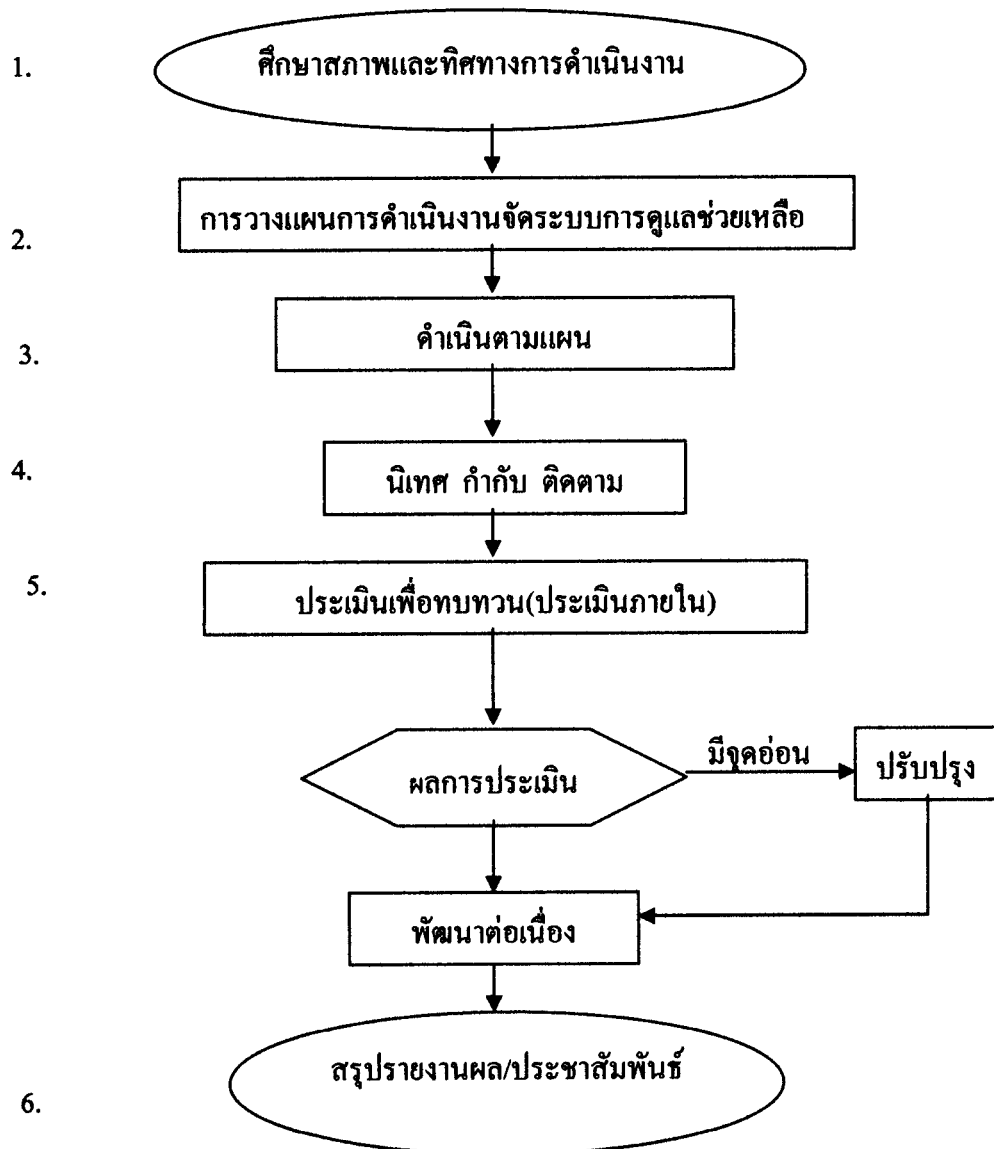 1.
ศึกษาสภาพและทิศทางการดำเนินงาน
2.
การวางแผนการดำเนินงานจัดระบบการดูแลช่วยเหลือ
3.
ดำเนินตามแผน
4.
นิเทศ กำกับ ติดตาม
5.
ประเมินเพื่อทบทวน(ประเมินภายใน)
ผลการประเมิน
มีจุดอ่อน
ปรับปรุง
พัฒนาต่อเนื่อง
6.
สรุปรายงานผล/ประชาสัมพันธ์